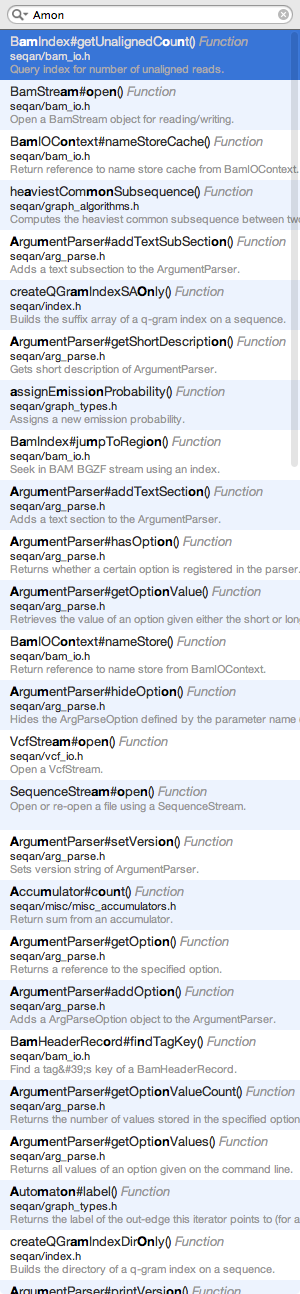 Amon
BamIndex#getUnalignedCount() Function
seqan/bam_io.h
Query index for number of unaligned reads.
BamStream#open() Function
seqan/bam_io.h
Open a BamStream object for reading/writing.
BamIOContext#nameStoreCache() Function
seqan/bam_io.h
Return reference to name store cache from BamIOContext.
heaviestCommonSubsequence() Function
seqan/graph_algorithms.h
Computes the heaviest common subsequence between two
ArgumentParser#addTextSubSection() Function
seqan/arg_parse.h
Adds a text subsection to the ArgumentParser.
createQGramIndexSAOnly() Function
seqan/index.h
Builds the suffix array of a q-gram index on a sequence.
ArgumentParser#getShortDescription() Function
seqan/arg_parse.h
Gets short description of ArgumentParser.
assignEmissionProbability() Function
seqan/graph_types.h
Assigns a new emission probability.
BamIndex#jumpToRegion() Function
seqan/bam_io.h
Seek in BAM BGZF stream using an index.
ArgumentParser#addTextSection() Function
seqan/arg_parse.h
Adds a text section to the ArgumentParser.
ArgumentParser#hasOption() Function
seqan/arg_parse.h
Returns whether a certain option is registered in the parser.
ArgumentParser#getOptionValue() Function
seqan/arg_parse.h
Retrieves the value of an option given either the short or long
BamIOContext#nameStore() Function
seqan/bam_io.h
Return reference to name store from BamIOContext.
ArgumentParser#hideOption() Function
seqan/arg_parse.h
Hides the ArgParseOption defined by the parameter name (
VcfStream#open() Function
seqan/vcf_io.h
Open a VcfStream.
SequenceStream#open() Function
Open or re-open a file using a SequenceStream.
ArgumentParser#setVersion() Function
seqan/arg_parse.h
Sets version string of ArgumentParser.
Accumulator#count() Function
seqan/misc/misc_accumulators.h
Return sum from an accumulator.
ArgumentParser#getOption() Function
seqan/arg_parse.h
Returns a reference to the specified option.
ArgumentParser#addOption() Function
seqan/arg_parse.h
Adds a ArgParseOption object to the ArgumentParser.
BamHeaderRecord#findTagKey() Function
seqan/bam_io.h
Find a tag&#39;s key of a BamHeaderRecord.
ArgumentParser#getOptionValueCount() Function
seqan/arg_parse.h
Returns the number of values stored in the specified option
ArgumentParser#getOptionValues() Function
seqan/arg_parse.h
Returns all values of an option given on the command line.
Automaton#label() Function
seqan/graph_types.h
Returns the label of the out-edge this iterator points to (for a
createQGramIndexDirOnly() Function
seqan/index.h
Builds the directory of a q-gram index on a sequence.
ArgumentParser#printVersion() Function